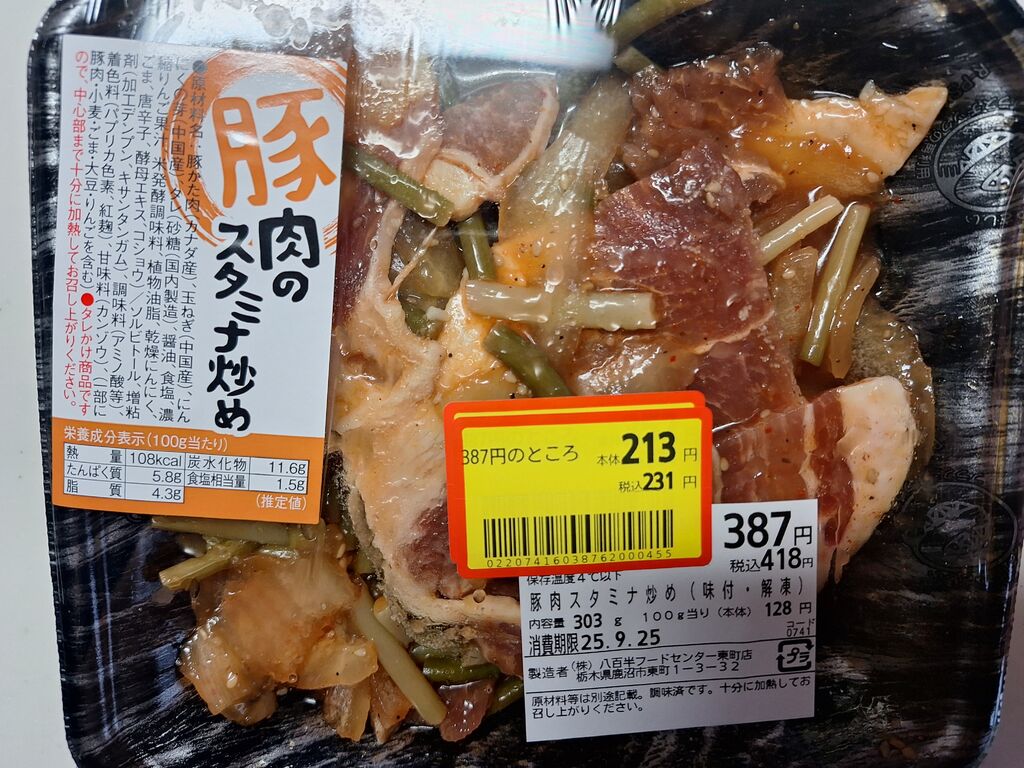 豚肉のスタミナ炒め
●原材料名:豚かた肉(カナダ産)、玉ねぎ(中国産)、にん
にくの芽(中国産)、タレ(砂糖(国内製造)、醤油、食塩、濃
縮りんご果汁、米発酵調味料、植物油脂、乾燥にんにく、
ごま、唐辛子、酵母エキス、コショウ)/ソルビトール、増粘
剤(加工デンプン、キサンタンガム)、調味料(アミノ酸等)、
着色料(パプリカ色素、紅麹)、甘味料(カンゾウ)、(一部に
豚肉・小麦・ごま・大豆・りんごを含む) ●タレかけ商品です
ので、中心部まで十分に加熱してお召し上がりください。
栄養成分表示(100g当たり)
熱 量 108kcal 炭水化物 11.6g
たんぱく質 5.8g 食塩相当量 1.5g
脂 質 4.3g
(推定値)
387円のところ 本体213円
税込231円
02207416038762000455
387円
税込418円
保存温度4℃以下
豚肉スタミナ炒め(味付・解凍)
内容量 303g 100g当り(本体) 128円
消費期限25.9.25
コード
0741
製造者(株)八百半フードセンター東町店
栃木県鹿沼市東町1-3-32
プラ
原材料等は別途記載。調味済です。十分に加熱してお
召し上がりください。